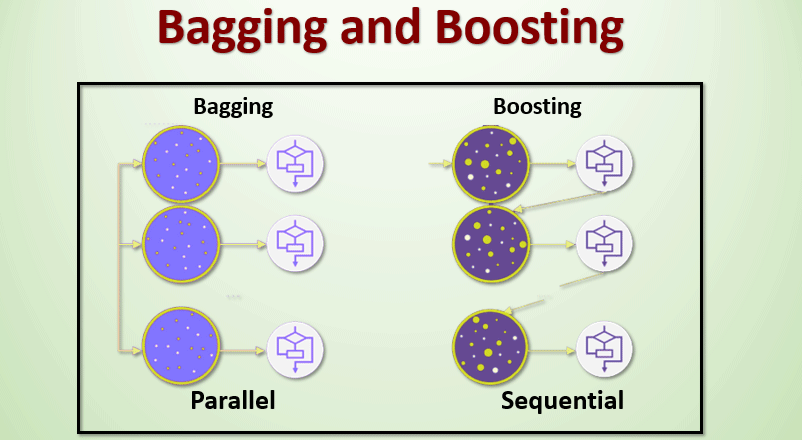 Bagging and Boosting
Bagging
Boosting
Parallel
Sequential